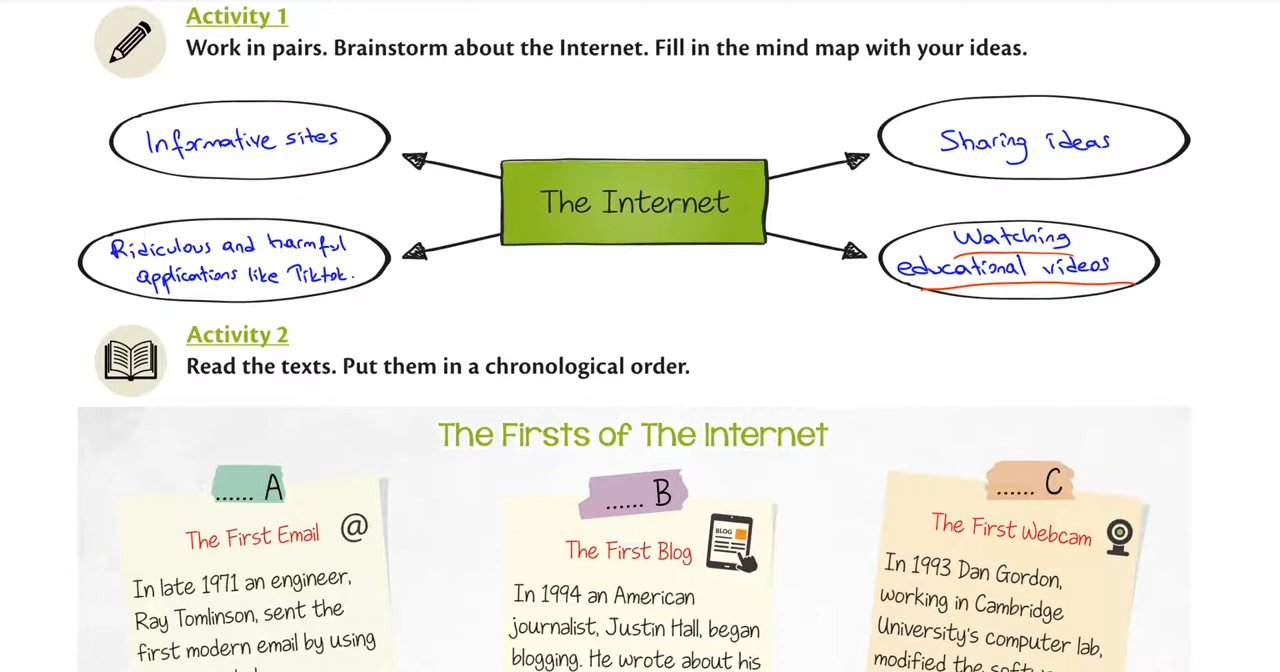 Activity 1
Work in pairs. Brainstorm about the Internet. Fill in the mind map with your ideas.
Informative sites
Sharing ideas
The Internet
Ridiculous and harmful
applications like Tiktok.
Watching
educational videos
Activity 2
Read the texts. Put them in a chronological order.
The Firsts of The Internet
...... A
The First Email @
In late 1971 an engineer,
Ray Tomlinson, sent the
first modern email by using
...... B
The First Blog
BLOG
In 1994 an American
journalist, Justin Hall, began
blogging. He wrote about his
...... C
The First Webcam
In 1993 Dan Gordon,
working in Cambridge
University's computer lab,
modified the